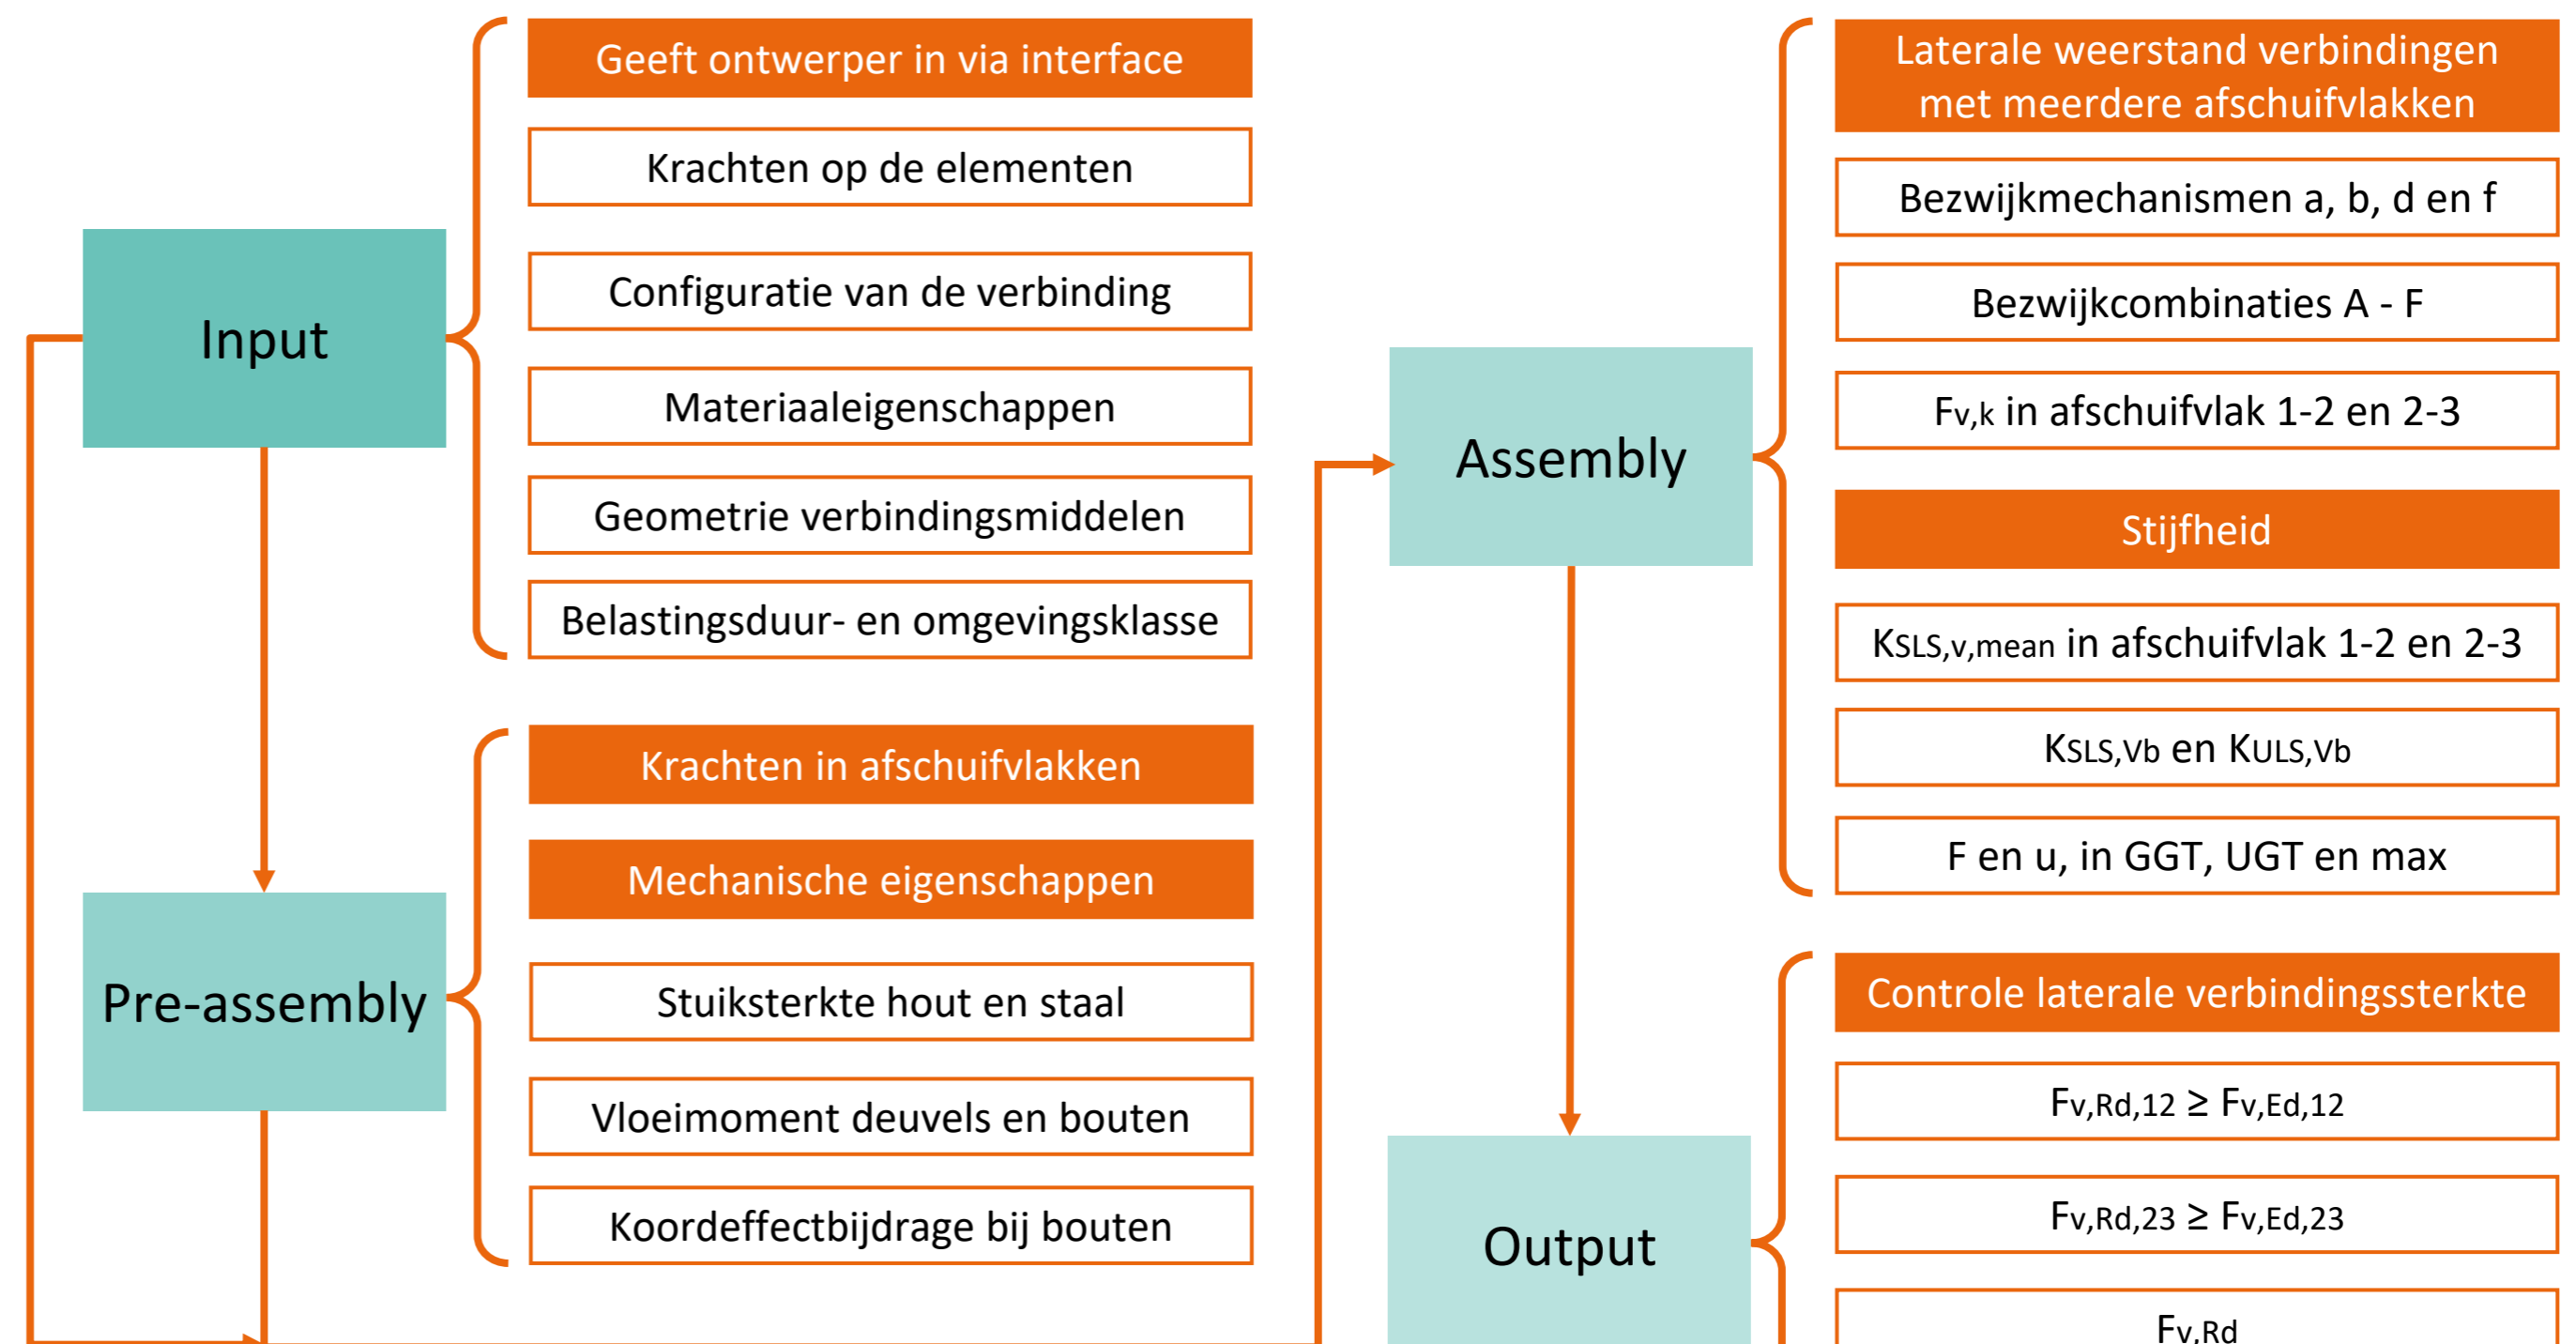 Input
Geeft ontwerper in via interface
Krachten op de elementen
Configuratie van de verbinding
Materiaaleigenschappen
Geometrie verbindingsmiddelen
Belastingsduur- en omgevingsklasse
Pre-assembly
Krachten in afschuifvlakken
Mechanische eigenschappen
Stuiksterkte hout en staal
Vloeimoment deuvels en bouten
Koordeffectbijdrage bij bouten
Assembly
Laterale weerstand verbindingen
met meerdere afschuifvlakken
Bezwijkmechanismen a, b, d en f
Bezwijkcombinaties A - F
Fv,k in afschuifvlak 1-2 en 2-3
Stijfheid
KSLS,v,mean in afschuifvlak 1-2 en 2-3
KSLS,Vb en KULS,Vb
F en u, in GGT, UGT en max
Output
Controle laterale verbindingssterkte
Fv,Rd,12 ≥ Fv,Ed,12
Fv,Rd,23 ≥ Fv,Ed,23
Fv,Rd